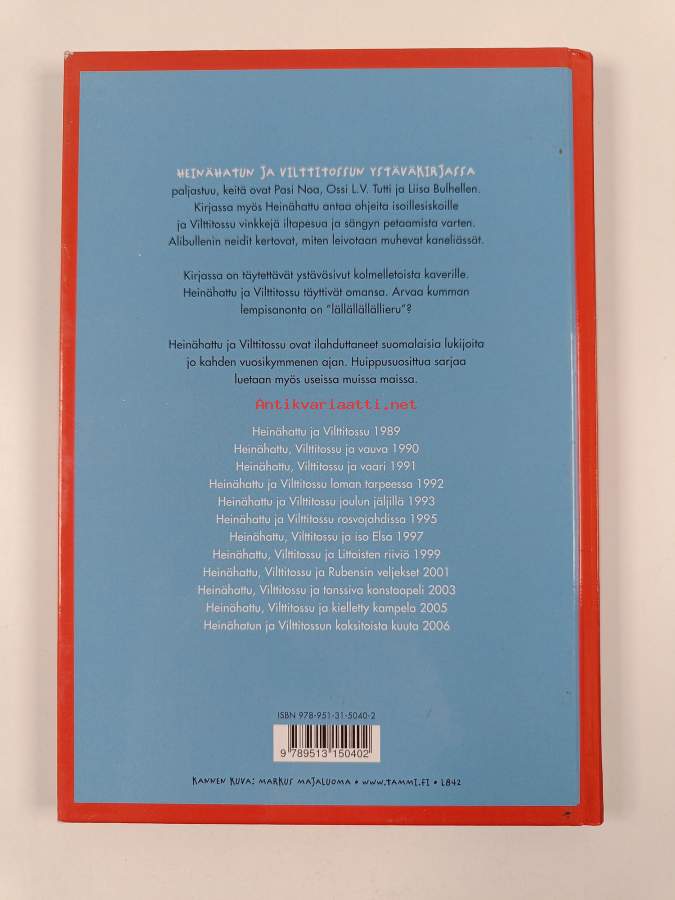 HEINÄHATUN JA VILTTITOSSUN YSTÄVÄKIRJASSA
paljastuu, keitä ovat Pasi Noa, Ossi L.V. Tutti ja Liisa Bulhellen.
Kirjassa myös Heinähattu antaa ohjeita isoillesiskoille
ja Vilttitossu vinkkejä iltapesua ja sängyn petaamista varten.
Alibullenin neidit kertovat, miten leivotaan muhevat kaneliässät.
Kirjassa on täytettävät ystäväsivut kolmelletoista kaverille.
Heinähattu ja Vilttitossu täyttivät omansa. Arvaa kumman
lempisanonta on "lällällällällieru"?
Heinähattu ja Vilttitossu ovat ilahduttaneet suomalaisia lukijoita
jo kahden vuosikymmenen ajan. Huippusuosittua sarjaa
luetaan myös useissa muissa maissa.
Antikvariaatti.net
Heinähattu ja Vilttitossu 1989
Heinähattu, Vilttitossu ja vauva 1990
Heinähattu, Vilttitossu ja vaari 1991
Heinähattu ja Vilttitossu loman tarpeessa 1992
Heinähattu ja Vilttitossu joulun jäljillä 1993
Heinähattu ja Vilttitossu rosvojahdissa 1995
Heinähattu, Vilttitossu ja iso Elsa 1997
Heinähattu, Vilttitossu ja Littoisten riiviö 1999
Heinähattu, Vilttitossu ja Rubensin veljekset 2001
Heinähattu, Vilttitossu ja tanssiva konstaapeli 2003
Heinähattu, Vilttitossu ja kielletty kampela 2005
Heinähatun ja Vilttitossun kaksitoista kuuta 2006
ISBN 978-951-31-5040-2
9 789513 150402
KANNEN KUVA: MARKUS MAJALUOMA • WWW.TAMMI.FI • L842